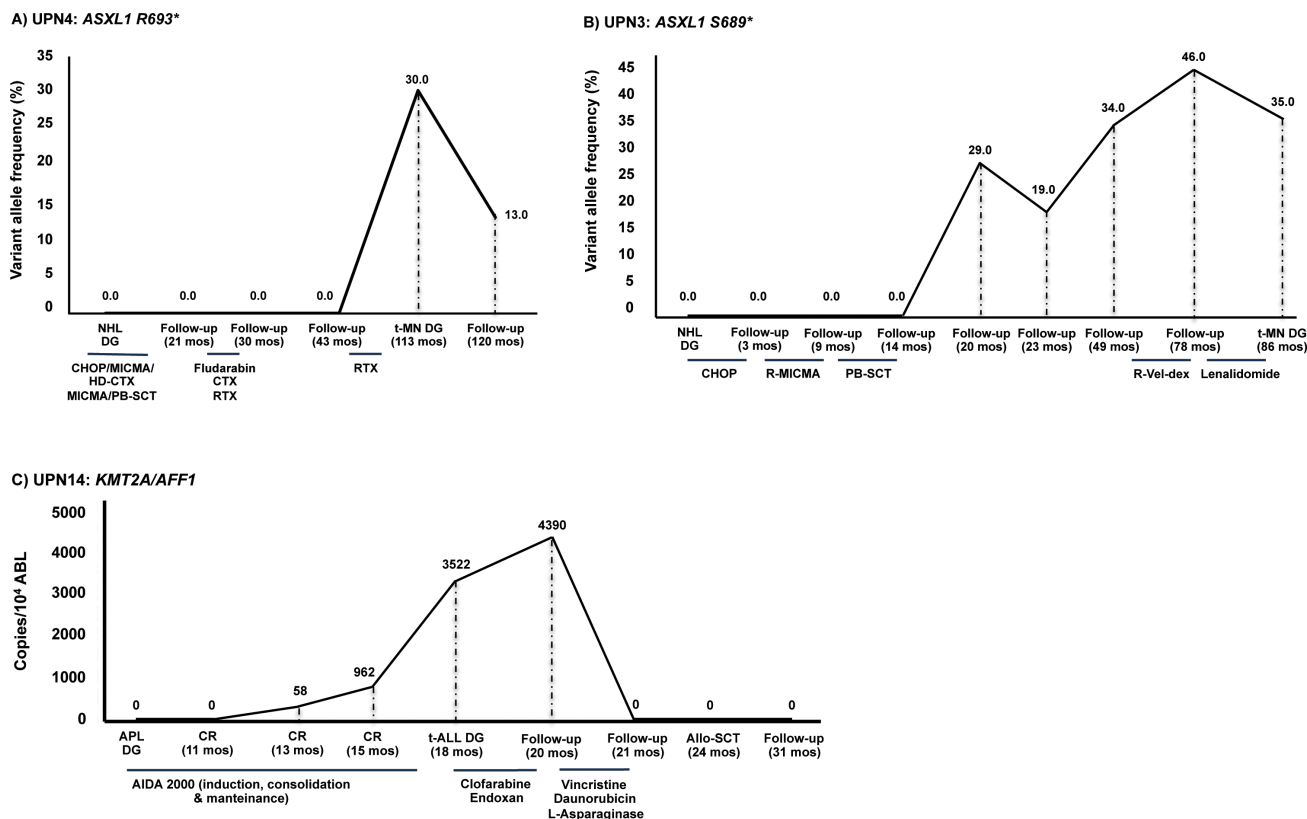 A) UPN4: ASXL1 R693*
Variant allele frequency (%)
35
30
25
20
15
10
5
0
0.0
0.0
0.0
0.0
30.0
13.0
NHL DG
Follow-up (21 mos)
Follow-up (30 mos)
Follow-up (43 mos)
t-MN DG (113 mos)
Follow-up (120 mos)
CHOP/MICMA/
HD-CTX
MICMA/PB-SCT
Fludarabin
CTX
RTX
RTX
B) UPN3: ASXL1 S689*
Variant allele frequency (%)
45
40
35
30
25
20
15
10
5
0
0.0
0.0
0.0
0.0
29.0
19.0
34.0
46.0
35.0
NHL DG
Follow-up (3 mos)
Follow-up (9 mos)
Follow-up (14 mos)
Follow-up (20 mos)
Follow-up (23 mos)
Follow-up (49 mos)
Follow-up (78 mos)
t-MN DG (86 mos)
CHOP
R-MICMA
PB-SCT
R-Vel-dex
Lenalidomide
C) UPN14: KMT2A/AFF1
Copies/10⁴ ABL
5000
4000
3000
2000
1000
0
0
0
58
962
3522
4390
0
0
0
APL DG
CR (11 mos)
CR (13 mos)
CR (15 mos)
t-ALL DG (18 mos)
Follow-up (20 mos)
Follow-up (21 mos)
Allo-SCT (24 mos)
Follow-up (31 mos)
AIDA 2000 (induction, consolidation
& manteinance)
Clofarabine
Endoxan
Vincristine
Daunorubicin
L-Asparaginase